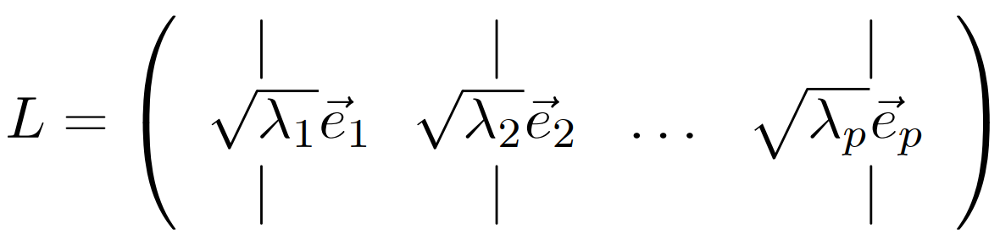 L = ( | | | √λ₁e⃗₁ √λ₂e⃗₂ … √λₚe⃗ₚ | | | )